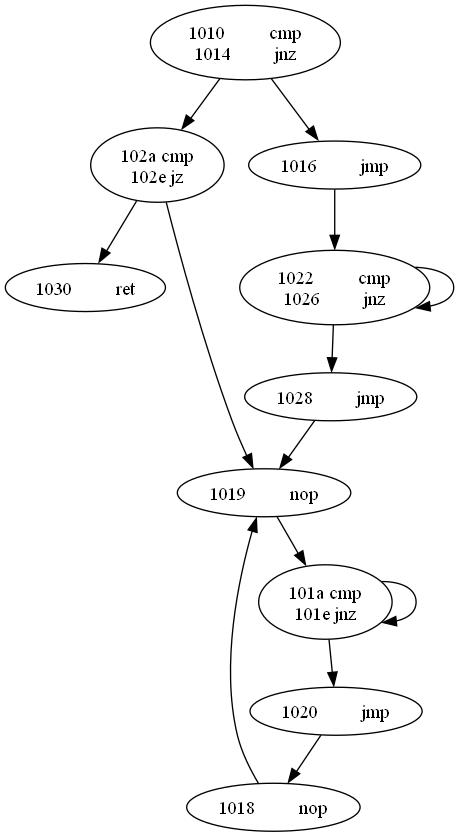 1010 cmp
1014 jnz
102a cmp
102e jz
1016 jmp
1030 ret
1022 cmp
1026 jnz
1028 jmp
1019 nop
101a cmp
101e jnz
1020 jmp
1018 nop